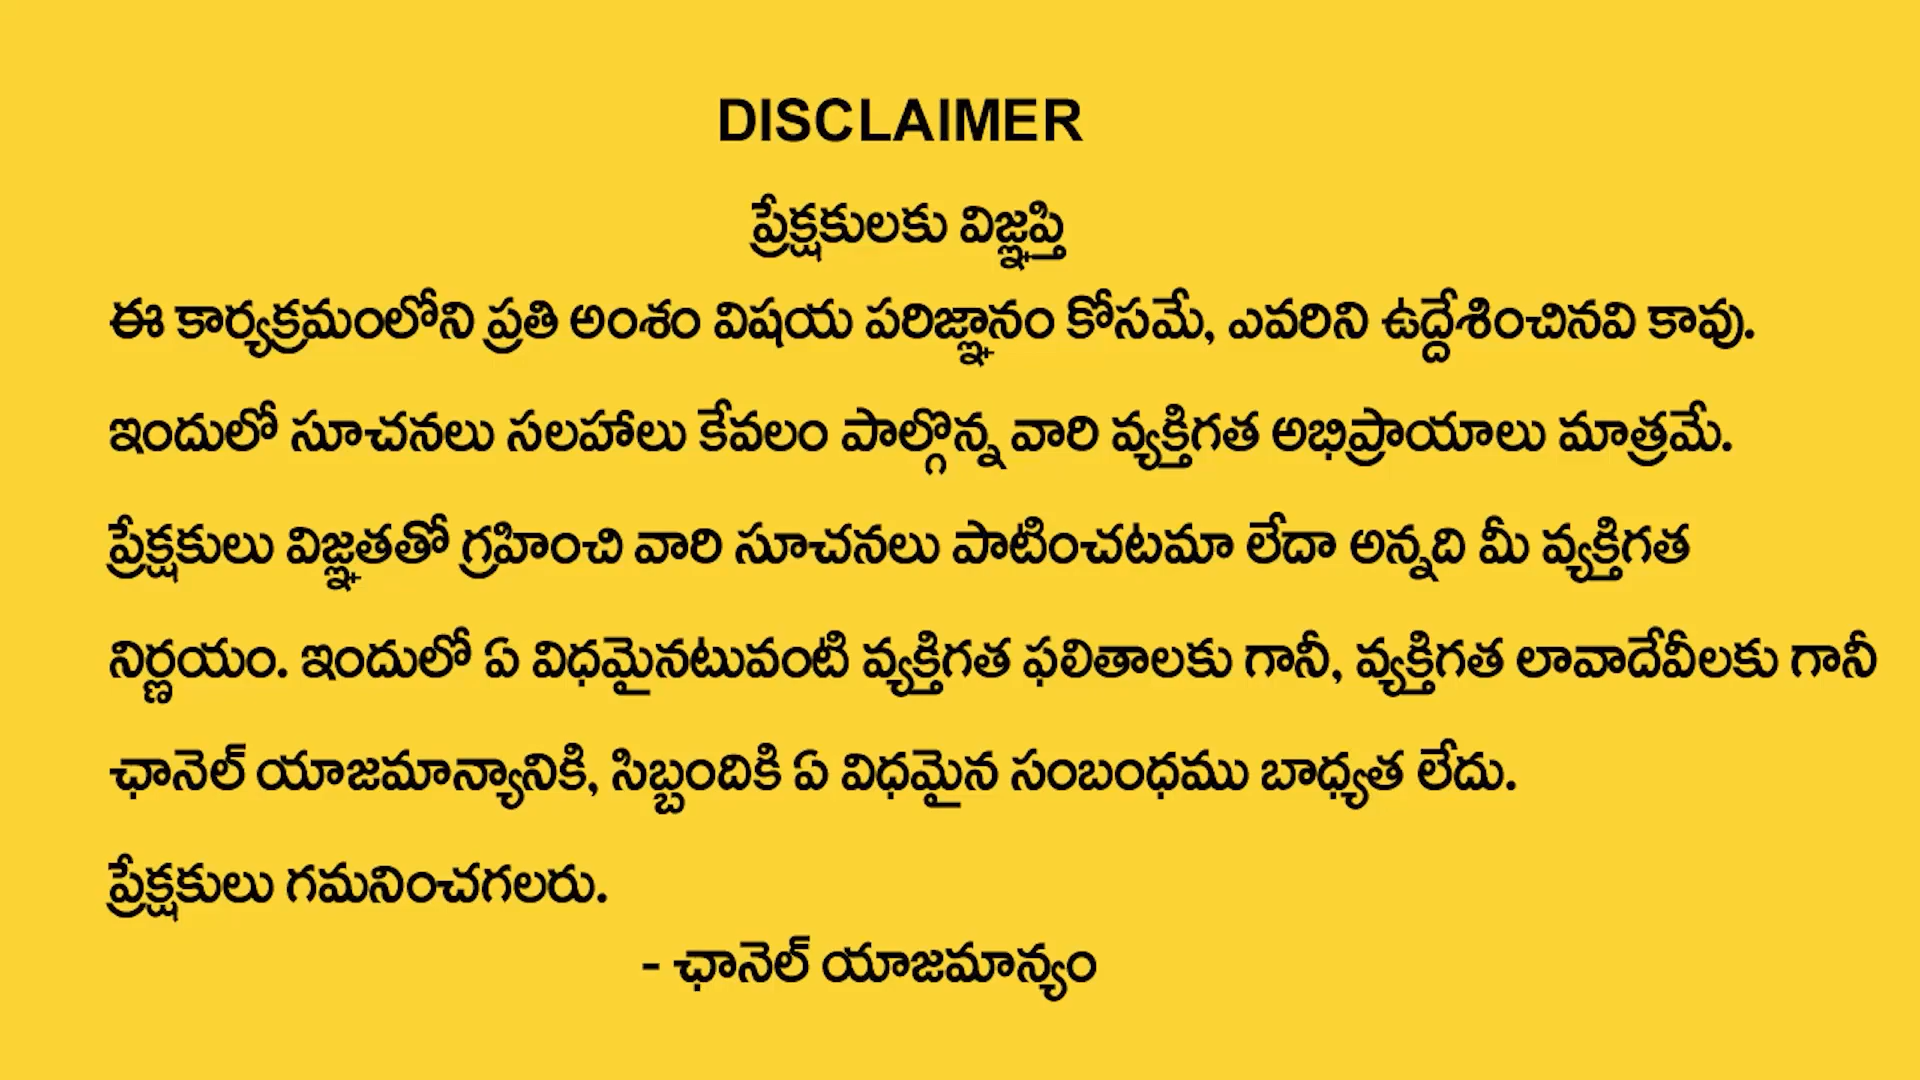 DISCLAIMER
ప్రేక్షకులకు విజ్ఞప్తి
ఈ కార్యక్రమంలోని ప్రతి అంశం విషయ పరిజ్ఞానం కోసమే, ఎవరిని ఉద్దేశించినవి కావు.
ఇందులో సూచనలు సలహాలు కేవలం పాల్గొన్న వారి వ్యక్తిగత అభిప్రాయాలు మాత్రమే.
ప్రేక్షకులు విజ్ఞతతో గ్రహించి వారి సూచనలు పాటించటమా లేదా అన్నది మీ వ్యక్తిగత
నిర్ణయం. ఇందులో ఏ విధమైనటువంటి వ్యక్తిగత ఫలితాలకు గానీ, వ్యక్తిగత లావాదేవీలకు గానీ
ఛానెల్ యాజమాన్యానికి, సిబ్బందికి ఏ విధమైన సంబంధము బాధ్యత లేదు.
ప్రేక్షకులు గమనించగలరు.
- ఛానెల్ యాజమాన్యం